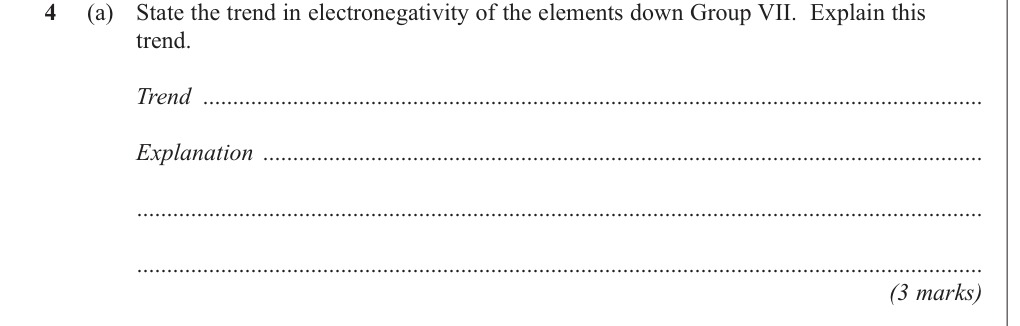 4 (a) State the trend in electronegativity of the elements down Group VII. Explain this
trend.
Trend ....................................................................................................................................
Explanation .........................................................................................................................
..............................................................................................................................................
..............................................................................................................................................
(3 marks)